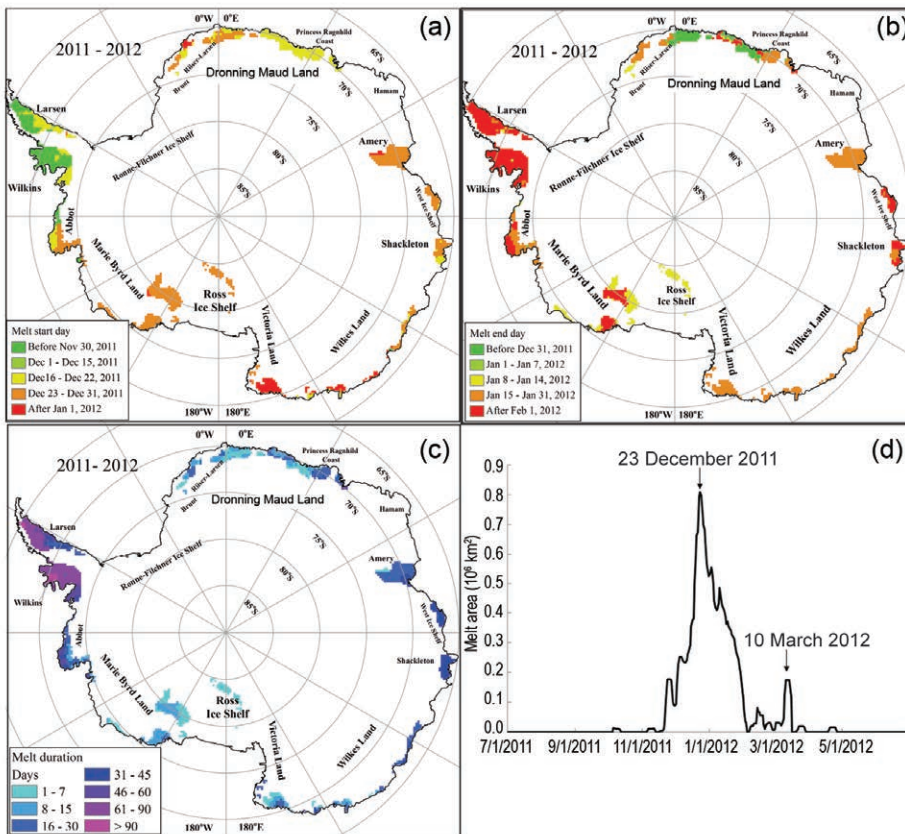 (a)
2011 - 2012
0°W 0°E
Princess Ragnhild
Coast
65°S
Riiser-Larsen
Brunt
Dronning Maud Land
70°S
Hamam
75°S
Larsen
Amery
Ronne-Filchner Ice Shelf
80°S
85°S
West Ice Shelf
Wilkins
Abbot
Shackleton
Marie Byrd Land
Ross
Ice Shelf
Victoria Land
Wilkes Land
180°W 180°E
Melt start day
Before Nov 30, 2011
Dec 1 - Dec 15, 2011
Dec16 - Dec 22, 2011
Dec 23 - Dec 31, 2011
After Jan 1, 2012
(b)
2011 - 2012
0°W 0°E
Princess Ragnhild
Coast
65°S
Riiser-Larsen
Brunt
Dronning Maud Land
70°S
Hamam
75°S
Larsen
Amery
Ronne-Filchner Ice Shelf
80°S
85°S
West Ice Shelf
Wilkins
Abbot
Shackleton
Marie Byrd Land
Ross
Ice Shelf
Victoria Land
Wilkes Land
180°W 180°E
Melt end day
Before Dec 31, 2011
Jan 1 - Jan 7, 2012
Jan 8 - Jan 14, 2012
Jan 15 - Jan 31, 2012
After Feb 1, 2012
(c)
2011- 2012
0°W 0°E
Princess Ragnhild
Coast
65°S
Riiser-Larsen
Brunt
Dronning Maud Land
70°S
Hamam
75°S
Larsen
Amery
Ronne-Filchner Ice Shelf
80°S
85°S
West Ice Shelf
Wilkins
Abbot
Shackleton
Marie Byrd Land
Ross
Ice Shelf
Victoria Land
Wilkes Land
180°W 180°E
Melt duration
Days
1 - 7
8 - 15
16 - 30
31 - 45
46 - 60
61 - 90
> 90
(d)
23 December 2011
10 March 2012
Melt area (10⁶ km²)
0.9
0.8
0.7
0.6
0.5
0.4
0.3
0.2
0.1
0.0
7/1/2011 9/1/2011 11/1/2011 1/1/2012 3/1/2012 5/1/2012